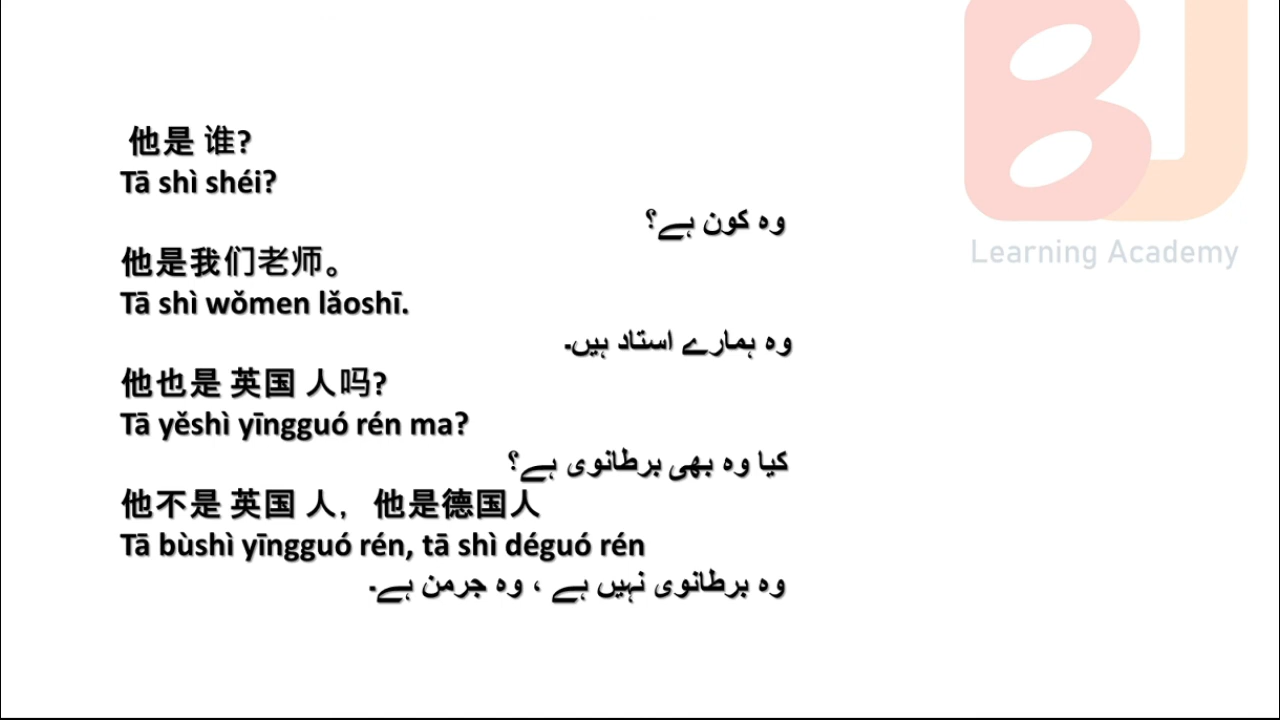 他是 谁?
Tā shì shéi?
وہ کون ہے؟
他是我们老师。
Tā shì wǒmen lǎoshī.
وہ ہمارے استاد ہیں۔
他也是 英国 人吗?
Tā yěshì yīngguó rén ma?
کیا وہ بھی برطانوی ہے؟
他不是 英国 人, 他是德国人
Tā bùshì yīngguó rén, tā shì déguó rén
وہ برطانوی نہیں ہے ، وہ جرمن ہے۔
BJ
Learning Academy